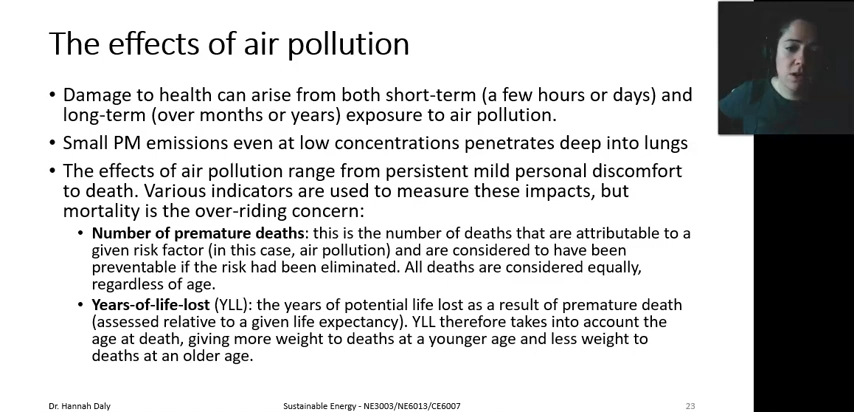 The effects of air pollution
• Damage to health can arise from both short-term (a few hours or days) and
long-term (over months or years) exposure to air pollution.
• Small PM emissions even at low concentrations penetrates deep into lungs
• The effects of air pollution range from persistent mild personal discomfort
to death. Various indicators are used to measure these impacts, but
mortality is the over-riding concern:
• Number of premature deaths: this is the number of deaths that are attributable to a
given risk factor (in this case, air pollution) and are considered to have been
preventable if the risk had been eliminated. All deaths are considered equally,
regardless of age.
• Years-of-life-lost (YLL): the years of potential life lost as a result of premature death
(assessed relative to a given life expectancy). YLL therefore takes into account the
age at death, giving more weight to deaths at a younger age and less weight to
deaths at an older age.
Dr. Hannah Daly
Sustainable Energy - NE3003/NE6013/CE6007
23